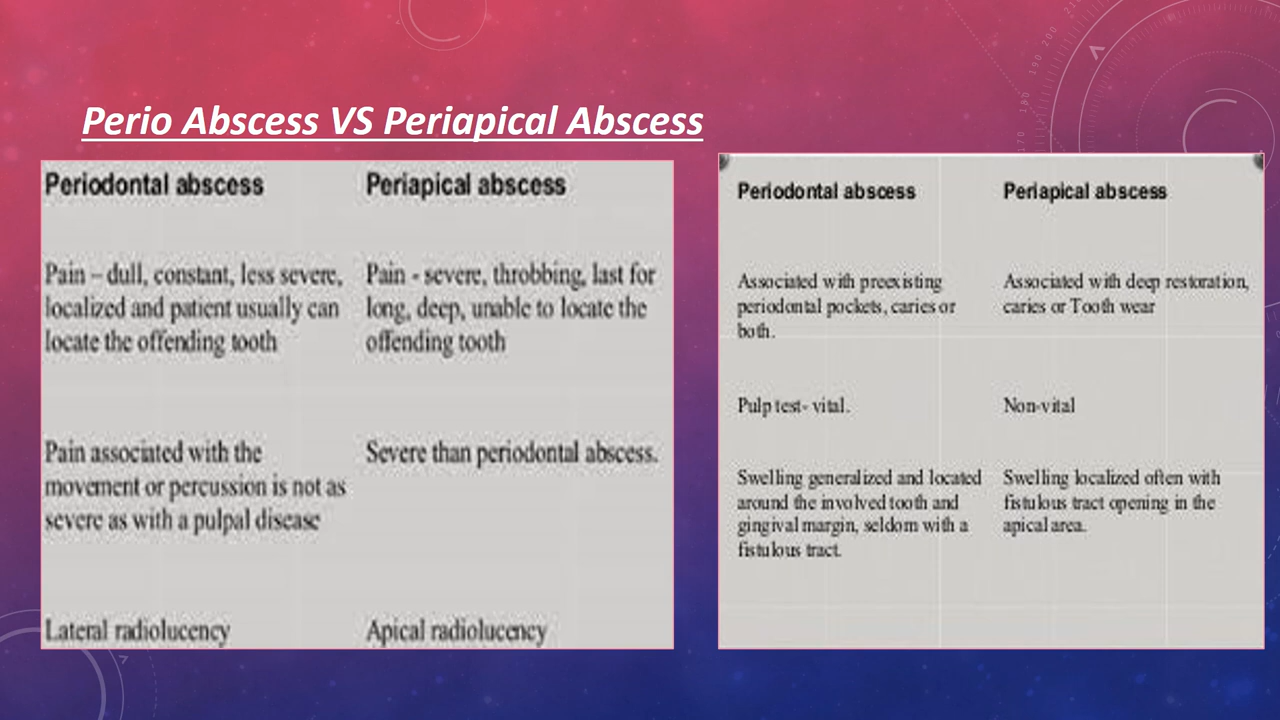 Perio Abscess VS Periapical Abscess
Periodontal abscess
Periapical abscess
Pain – dull, constant, less severe,
localized and patient usually can
locate the offending tooth
Pain - severe, throbbing, last for
long, deep, unable to locate the
offending tooth
Pain associated with the
movement or percussion is not as
severe as with a pulpal disease
Severe than periodontal abscess.
Lateral radiolucency
Apical radiolucency
Periodontal abscess
Periapical abscess
Associated with preexisting
periodontal pockets, caries or
both.
Associated with deep restoration,
caries or Tooth wear
Pulp test- vital.
Non-vital
Swelling generalized and located
around the involved tooth and
gingival margin, seldom with a
fistulous tract.
Swelling localized often with
fistulous tract opening in the
apical area.
170
180
190
200